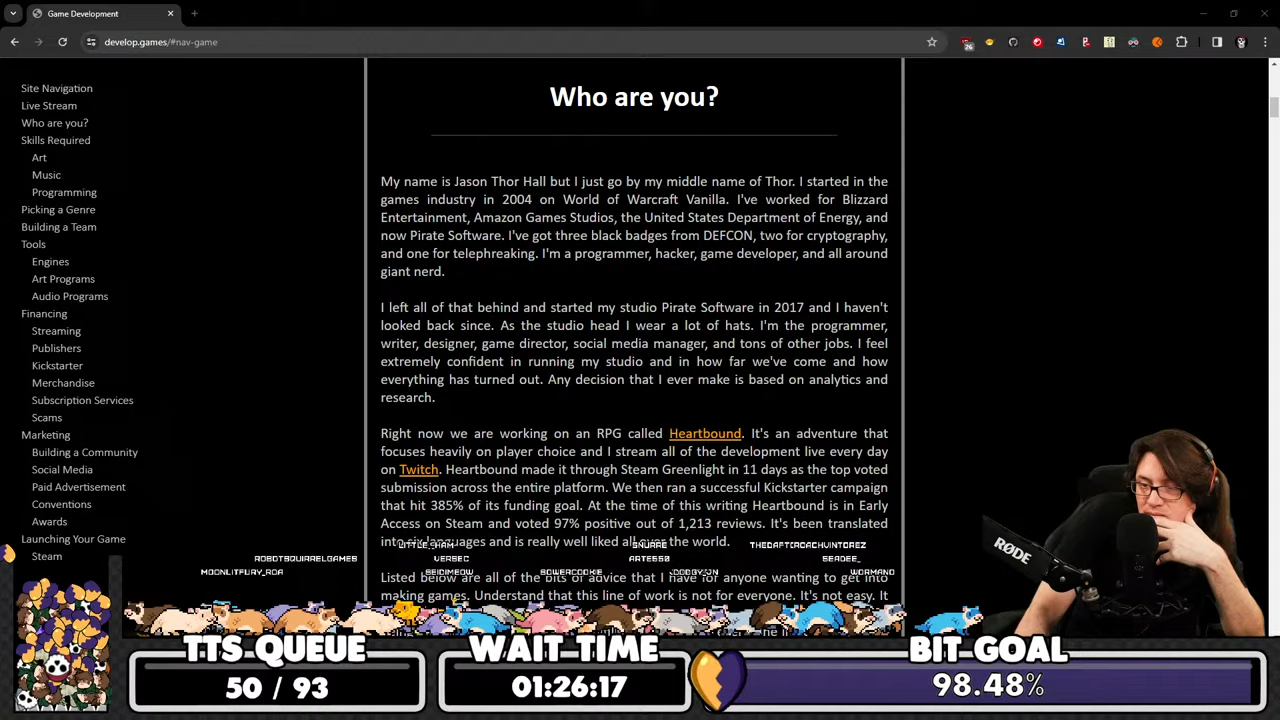 Game Development
develop.games/#nav-game
26
Site Navigation
Live Stream
Who are you?
Skills Required
Art
Music
Programming
Picking a Genre
Building a Team
Tools
Engines
Art Programs
Audio Programs
Financing
Streaming
Publishers
Kickstarter
Merchandise
Subscription Services
Scams
Marketing
Building a Community
Social Media
Paid Advertisement
Conventions
Awards
Launching Your Game
Steam
Who are you?
My name is Jason Thor Hall but I just go by my middle name of Thor. I started in the
games industry in 2004 on World of Warcraft Vanilla. I've worked for Blizzard
Entertainment, Amazon Games Studios, the United States Department of Energy, and
now Pirate Software. I've got three black badges from DEFCON, two for cryptography,
and one for telephreaking. I'm a programmer, hacker, game developer, and all around
giant nerd.
I left all of that behind and started my studio Pirate Software in 2017 and I haven't
looked back since. As the studio head I wear a lot of hats. I'm the programmer,
writer, designer, game director, social media manager, and tons of other jobs. I feel
extremely confident in running my studio and in how far we've come and how
everything has turned out. Any decision that I ever make is based on analytics and
research.
Right now we are working on an RPG called Heartbound. It's an adventure that
focuses heavily on player choice and I stream all of the development live every day
on Twitch. Heartbound made it through Steam Greenlight in 11 days as the top voted
submission across the entire platform. We then ran a successful Kickstarter campaign
that hit 385% of its funding goal. At the time of this writing Heartbound is in Early
Access on Steam and voted 97% positive out of 1,213 reviews. It's been translated
into six languages and is really well liked all over the world.
Listed below are all of the bits of advice that I have for anyone wanting to get into
making games. Understand that this line of work is not for everyone. It's not easy. It
ROBOTSQUIRRELGAMES
MOONLITFURY_ROA
VERSEC
SEADEE_
WORMAND
RØDE
TTS QUEUE
50 / 93
WAIT TIME
01:26:17
BIT GOAL
98.48%